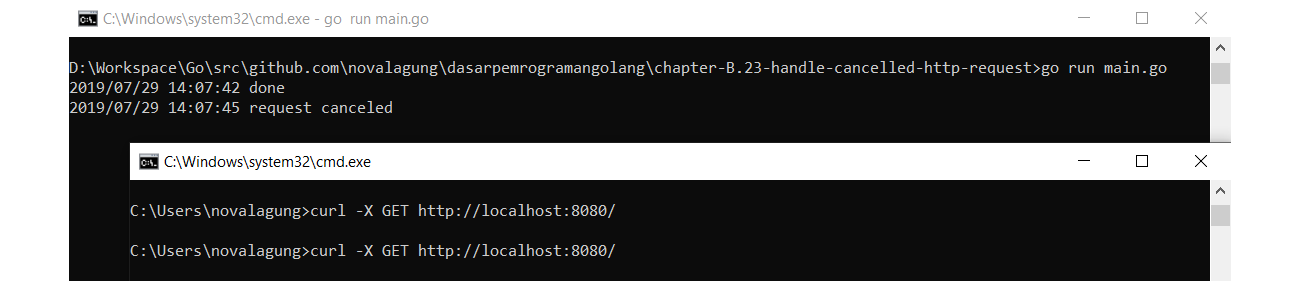 C:\Windows\system32\cmd.exe - go  run main.go
D:\Workspace\Go\src\github.com\novalagung\dasarpemrogramangolang\chapter-B.23-handle-cancelled-http-request>go run main.go
2019/07/29 14:07:42 done
2019/07/29 14:07:45 request canceled
C:\Windows\system32\cmd.exe
C:\Users\novalagung>curl -X GET http://localhost:8080/
C:\Users\novalagung>curl -X GET http://localhost:8080/